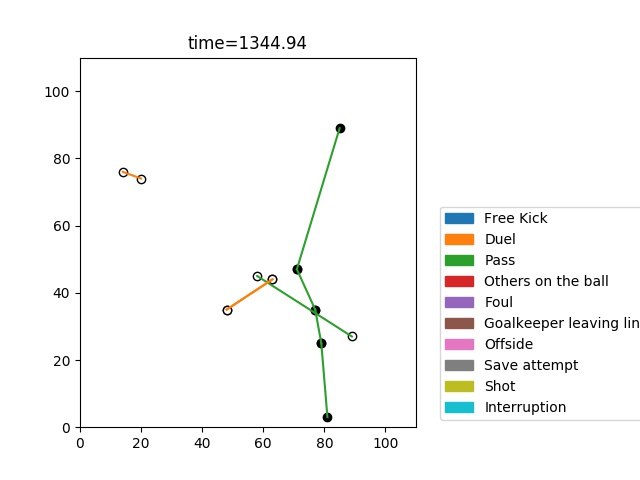 time=1344.94
100
80
60
40
20
0
0 20 40 60 80 100
Free Kick
Duel
Pass
Others on the ball
Foul
Goalkeeper leaving lin
Offside
Save attempt
Shot
Interruption